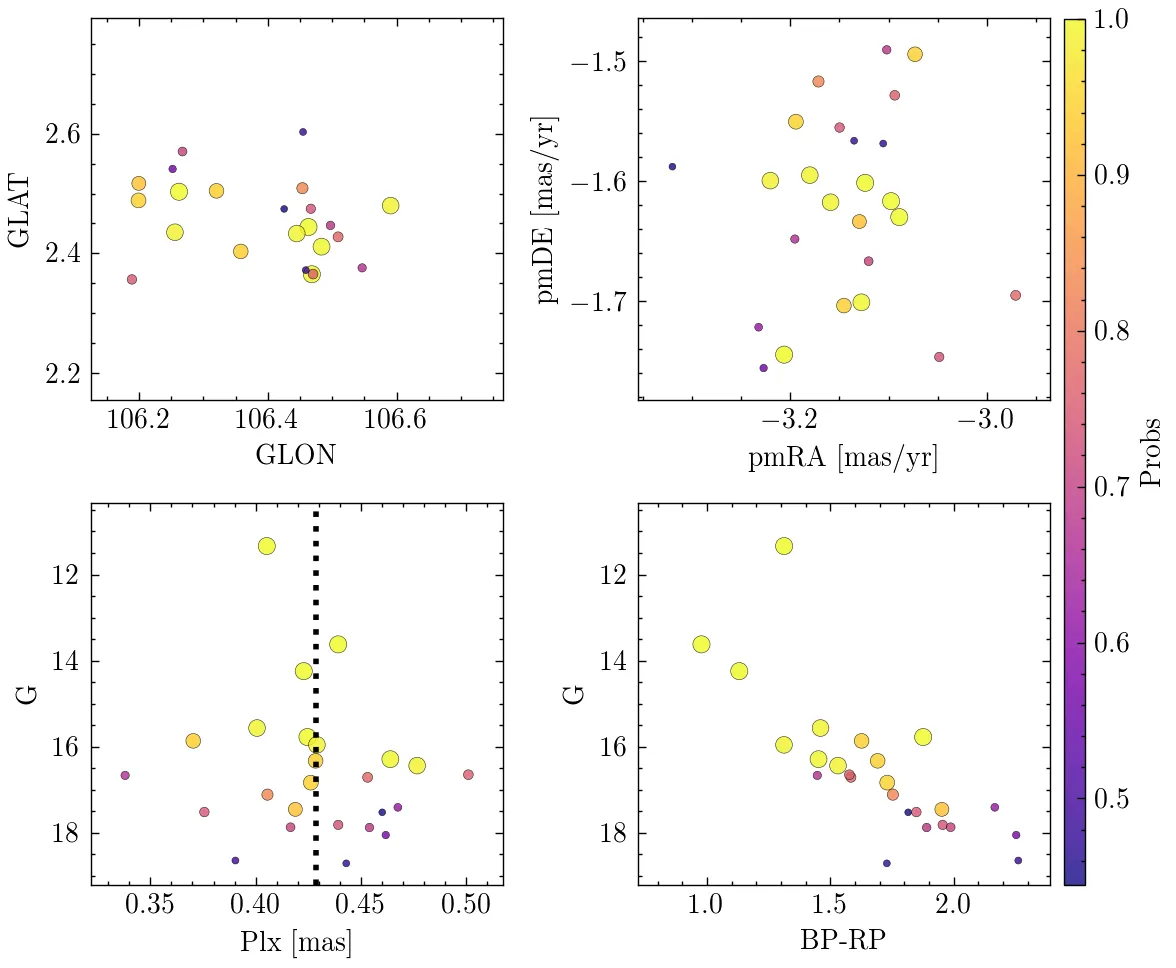 GLAT
2.6
2.4
2.2
106.2 106.4 106.6
GLON
pmDE [mas/yr]
−1.5
−1.6
−1.7
−3.2 −3.0
pmRA [mas/yr]
G
12
14
16
18
0.35 0.40 0.45 0.50
Plx [mas]
G
12
14
16
18
1.0 1.5 2.0
BP-RP
1.0
0.9
0.8
0.7
0.6
0.5
Probs